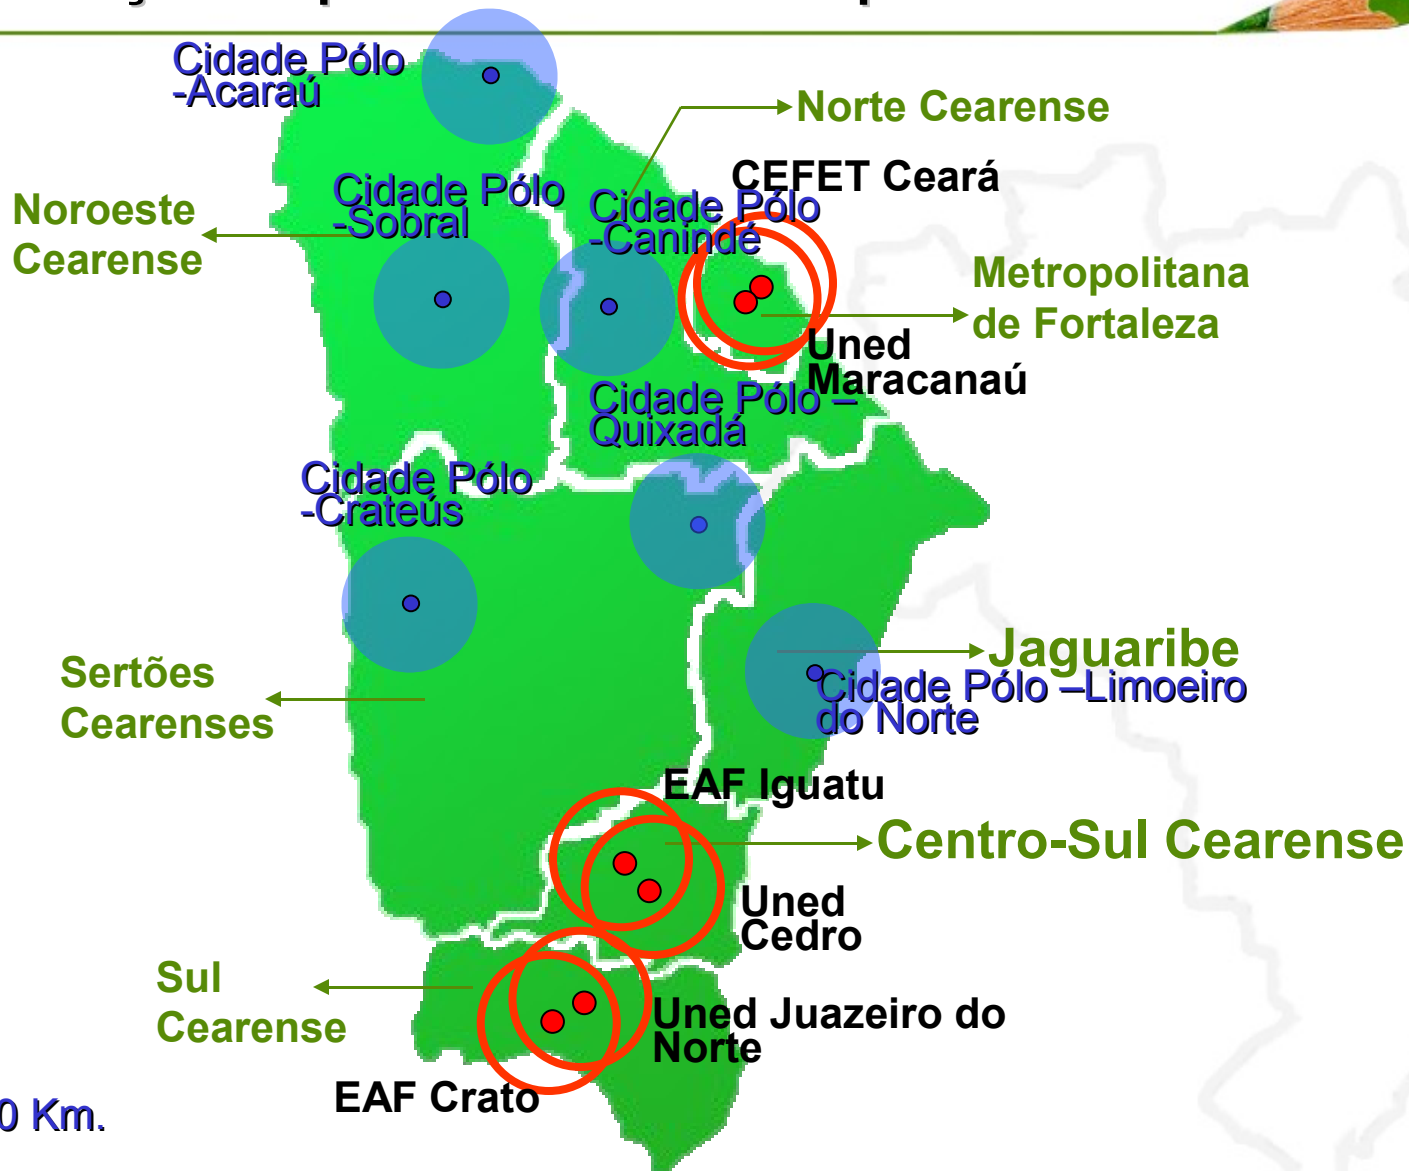 Cidade Pólo
-Acaraú
Norte Cearense
CEFET Ceará
Cidade Pólo
-Sobral
Cidade Pólo
-Canindé
Noroeste
Cearense
Metropolitana
de Fortaleza
Uned
Maracanaú
Cidade Pólo –
Quixadá
Cidade Pólo
-Crateús
Jaguaribe
Cidade Pólo –Limoeiro
do Norte
Sertões
Cearenses
EAF Iguatu
Centro-Sul Cearense
Uned
Cedro
Sul
Cearense
Uned Juazeiro do
Norte
EAF Crato
0 Km.